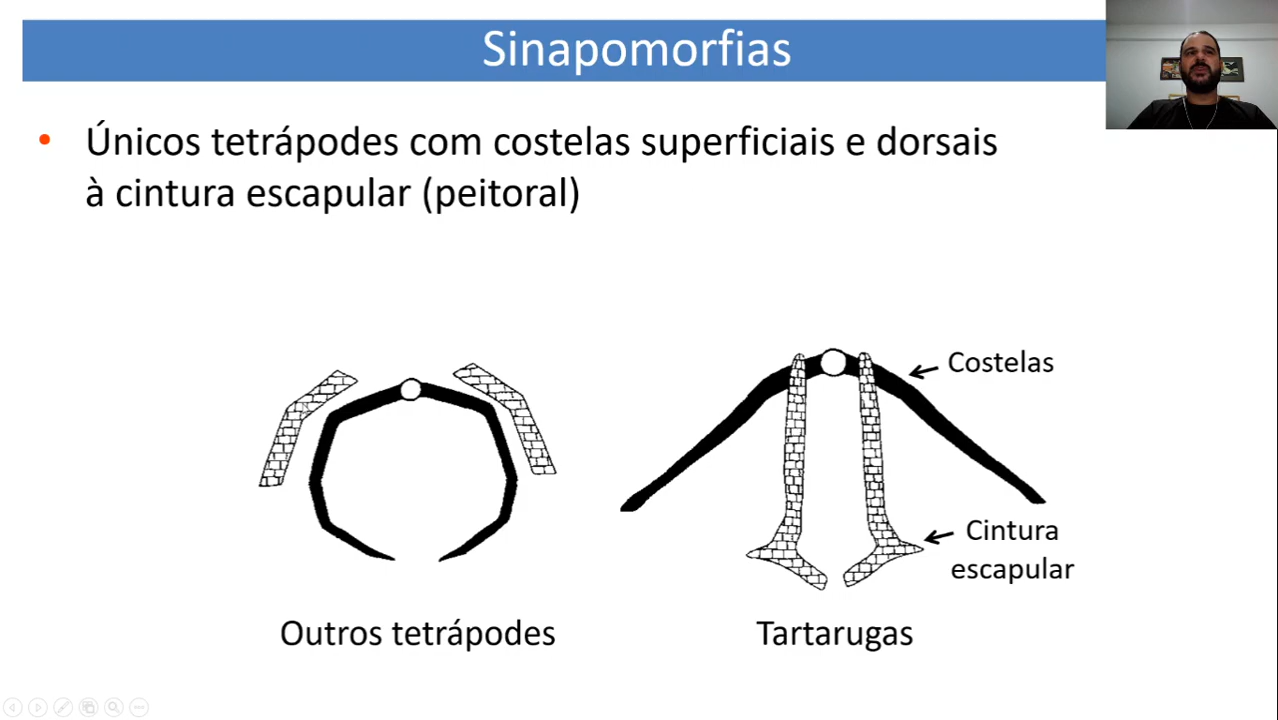 Sinapomorfias
• Únicos tetrápodes com costelas superficiais e dorsais
à cintura escapular (peitoral)
Costelas
Cintura
escapular
Outros tetrápodes
Tartarugas